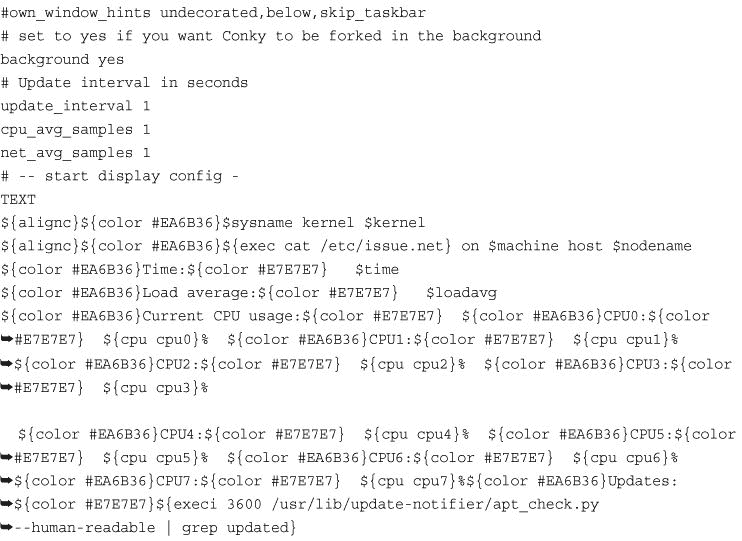 #own_window_hints undecorated,below,skip_taskbar
# set to yes if you want Conky to be forked in the background
background yes
# Update interval in seconds
update_interval 1
cpu_avg_samples 1
net_avg_samples 1
# -- start display config -
TEXT
${alignc}${color #EA6B36}$sysname kernel $kernel
${alignc}${color #EA6B36}${exec cat /etc/issue.net} on $machine host $nodename
${color #EA6B36}Time:${color #E7E7E7}   $time
${color #EA6B36}Load average:${color #E7E7E7}   $loadavg
${color #EA6B36}Current CPU usage:${color #E7E7E7}  ${color #EA6B36}CPU0:${color
➥#E7E7E7}  ${cpu cpu0}%  ${color #EA6B36}CPU1:${color #E7E7E7}  ${cpu cpu1}%
➥${color #EA6B36}CPU2:${color #E7E7E7}  ${cpu cpu2}%  ${color #EA6B36}CPU3:${color
➥#E7E7E7}  ${cpu cpu3}%
${color #EA6B36}CPU4:${color #E7E7E7}  ${cpu cpu4}%  ${color #EA6B36}CPU5:${color
➥#E7E7E7}  ${cpu cpu5}%  ${color #EA6B36}CPU6:${color #E7E7E7}  ${cpu cpu6}%
➥${color #EA6B36}CPU7:${color #E7E7E7}  ${cpu cpu7}%${color #EA6B36}Updates:
➥${color #E7E7E7}${execi 3600 /usr/lib/update-notifier/apt_check.py
➥--human-readable | grep updated}